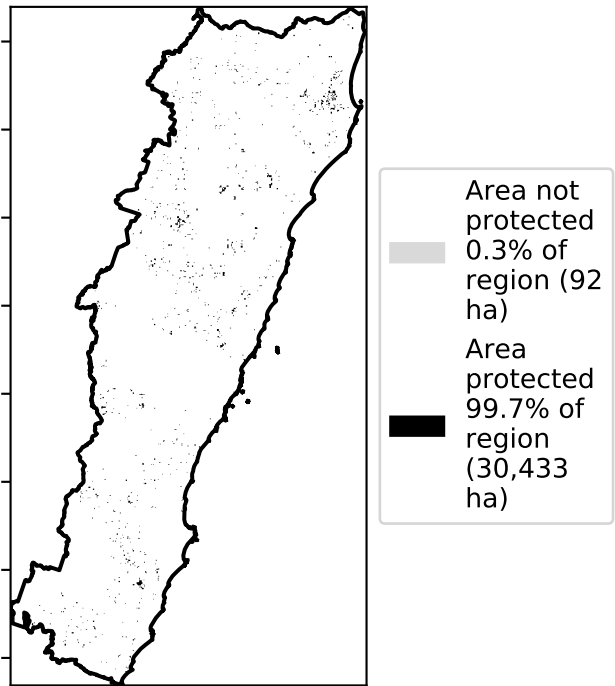 Area not
protected
0.3% of
region (92
ha)
Area
protected
99.7% of
region
(30,433
ha)